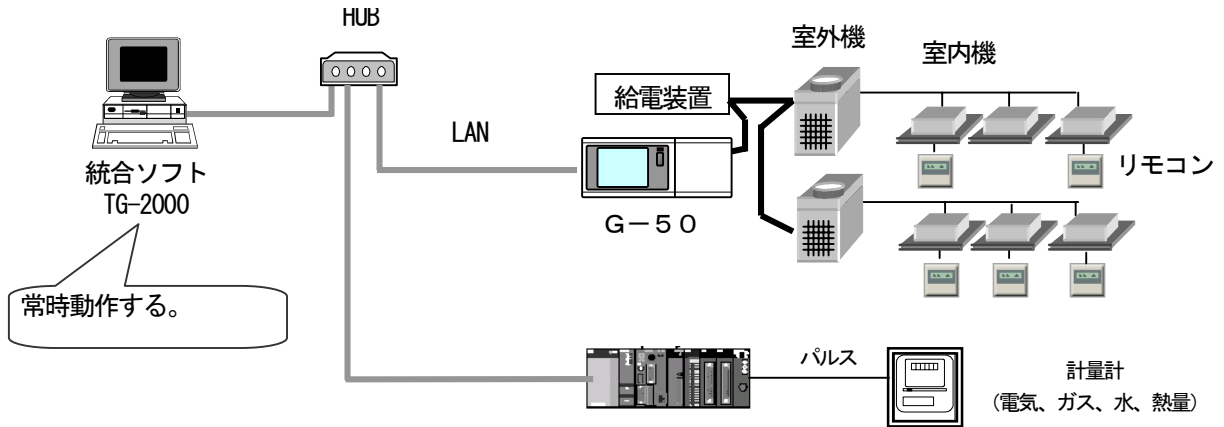 HUB
室外機
室内機
給電装置
LAN
リモコン
統合ソフト
TG-2000
G－50
常時動作する。
パルス
計量計
(電気、ガス、水、熱量)